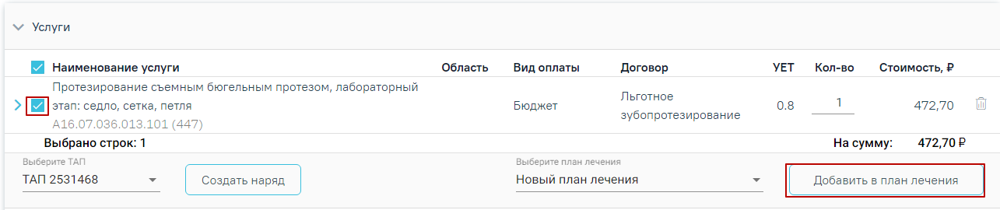 Услуги
Наименование услуги Область Вид оплаты Договор УЕТ Кол-во Стоимость, ₽
Протезирование съемным бюгельным протезом, лабораторный
этап: седло, сетка, петля
A16.07.036.013.101 (447)
Бюджет
Льготное
зубопротезирование
0.8
1
472,70
Выбрано строк: 1 На сумму: 472,70 ₽
Выберите ТАП
ТАП 2531468
Создать наряд
Выберите план лечения
Новый план лечения
Добавить в план лечения